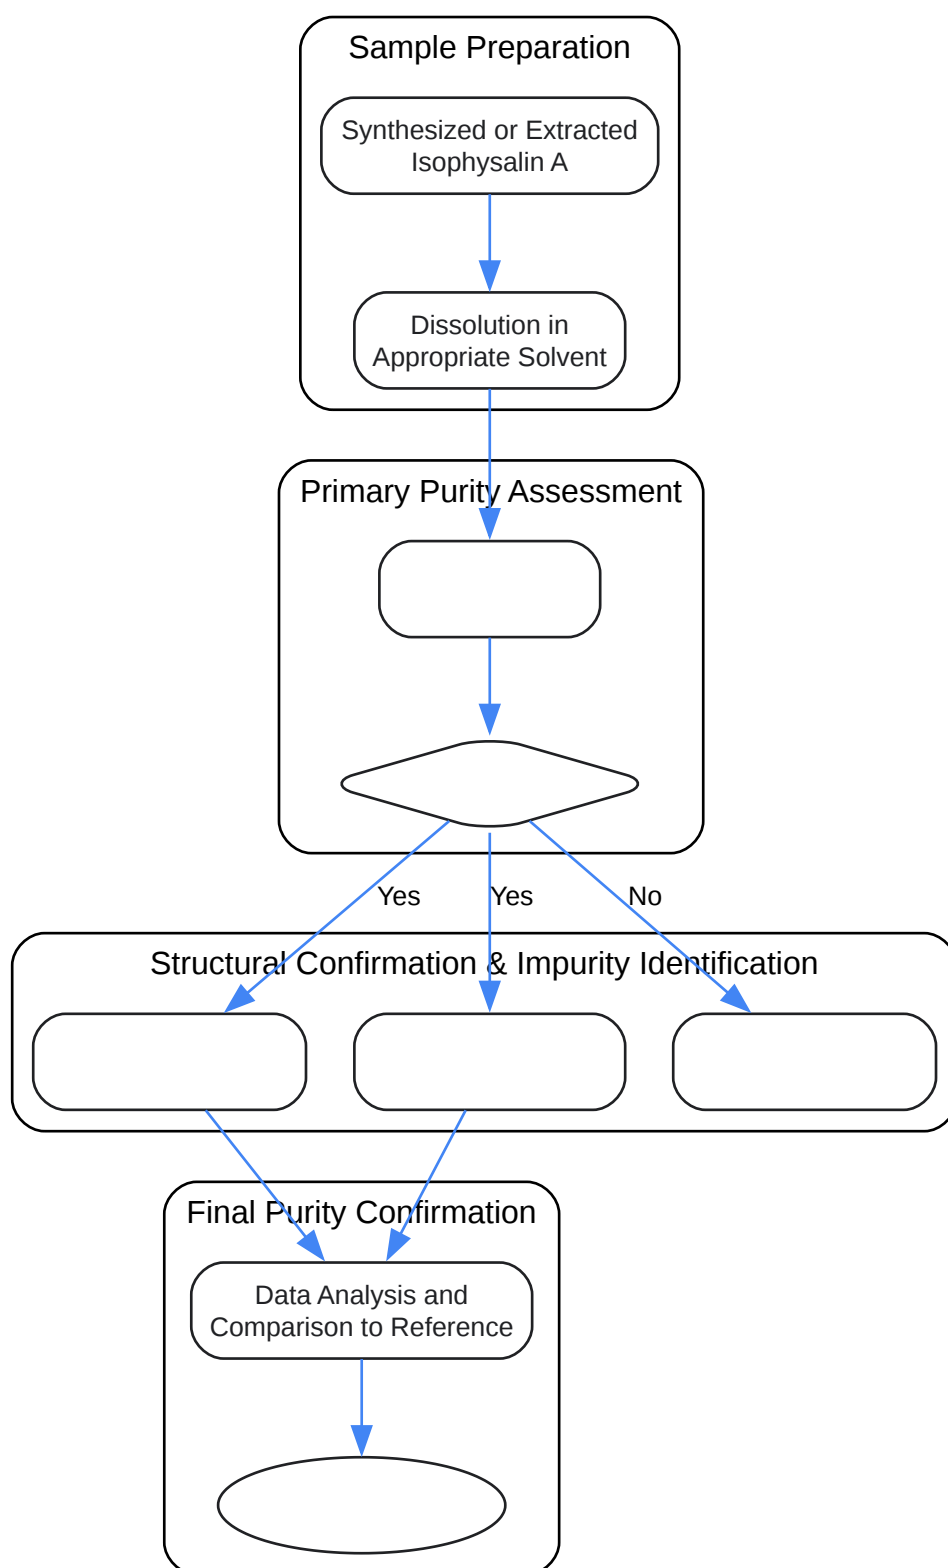 Sample Preparation
Synthesized or Extracted
Isophysalin A
Dissolution in
Appropriate Solvent
Primary Purity Assessment
Yes
Yes
No
Structural Confirmation & Impurity Identification
Final Purity Confirmation
Data Analysis and
Comparison to Reference